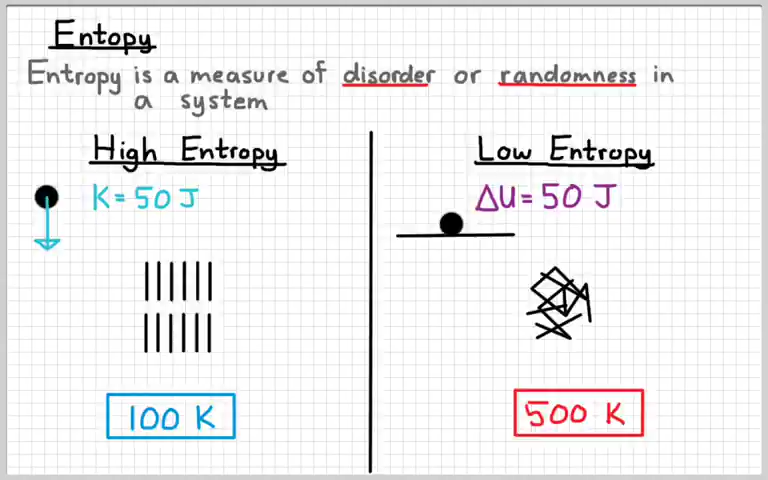 Entopy
Entropy is a measure of disorder or randomness in
a system
High Entropy
Low Entropy
K = 50 J
ΔU = 50 J
100 K
500 K